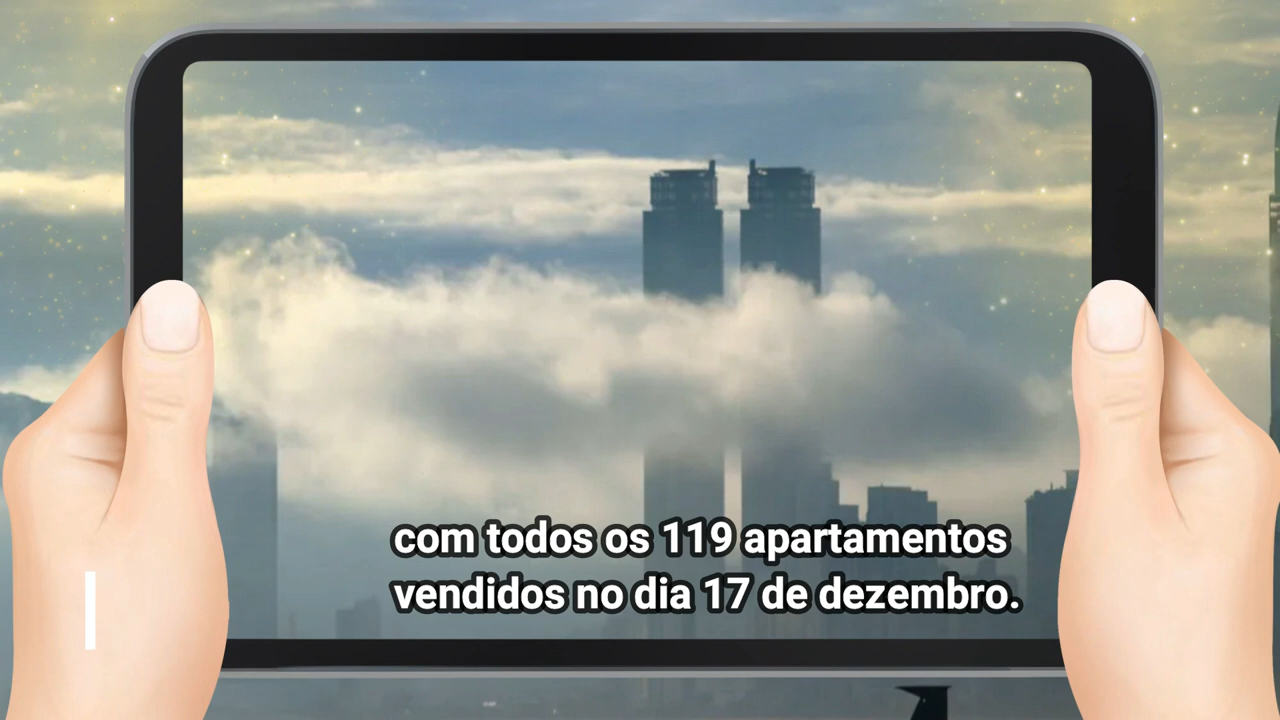 com todos os 119 apartamentos
vendidos no dia 17 de dezembro.